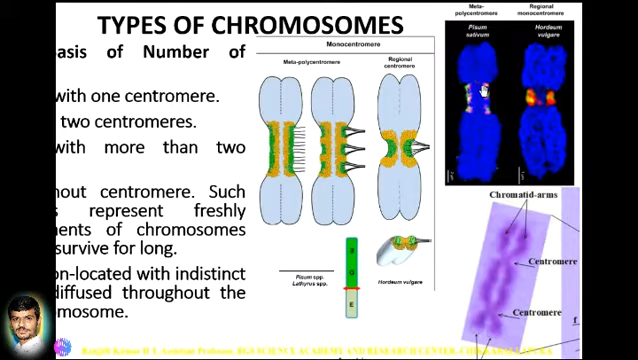 TYPES OF CHROMOSOMES
asis of Number of
with one centromere.
two centromeres.
with more than two
out centromere. Such
represent freshly
ents of chromosomes
survive for long.
on-located with indistinct
diffused throughout the
mosome.
Monocentromere
Meta-polycentromere
Regional
centromere
Pisum spp.
Lathyrus spp.
Hordeum vulgare
E
Meta-
polycentromere
Pisum
sativum
Regional
monocentromere
Hordeum
vulgare
Chromatid-arms
Centromere
Centromere
f